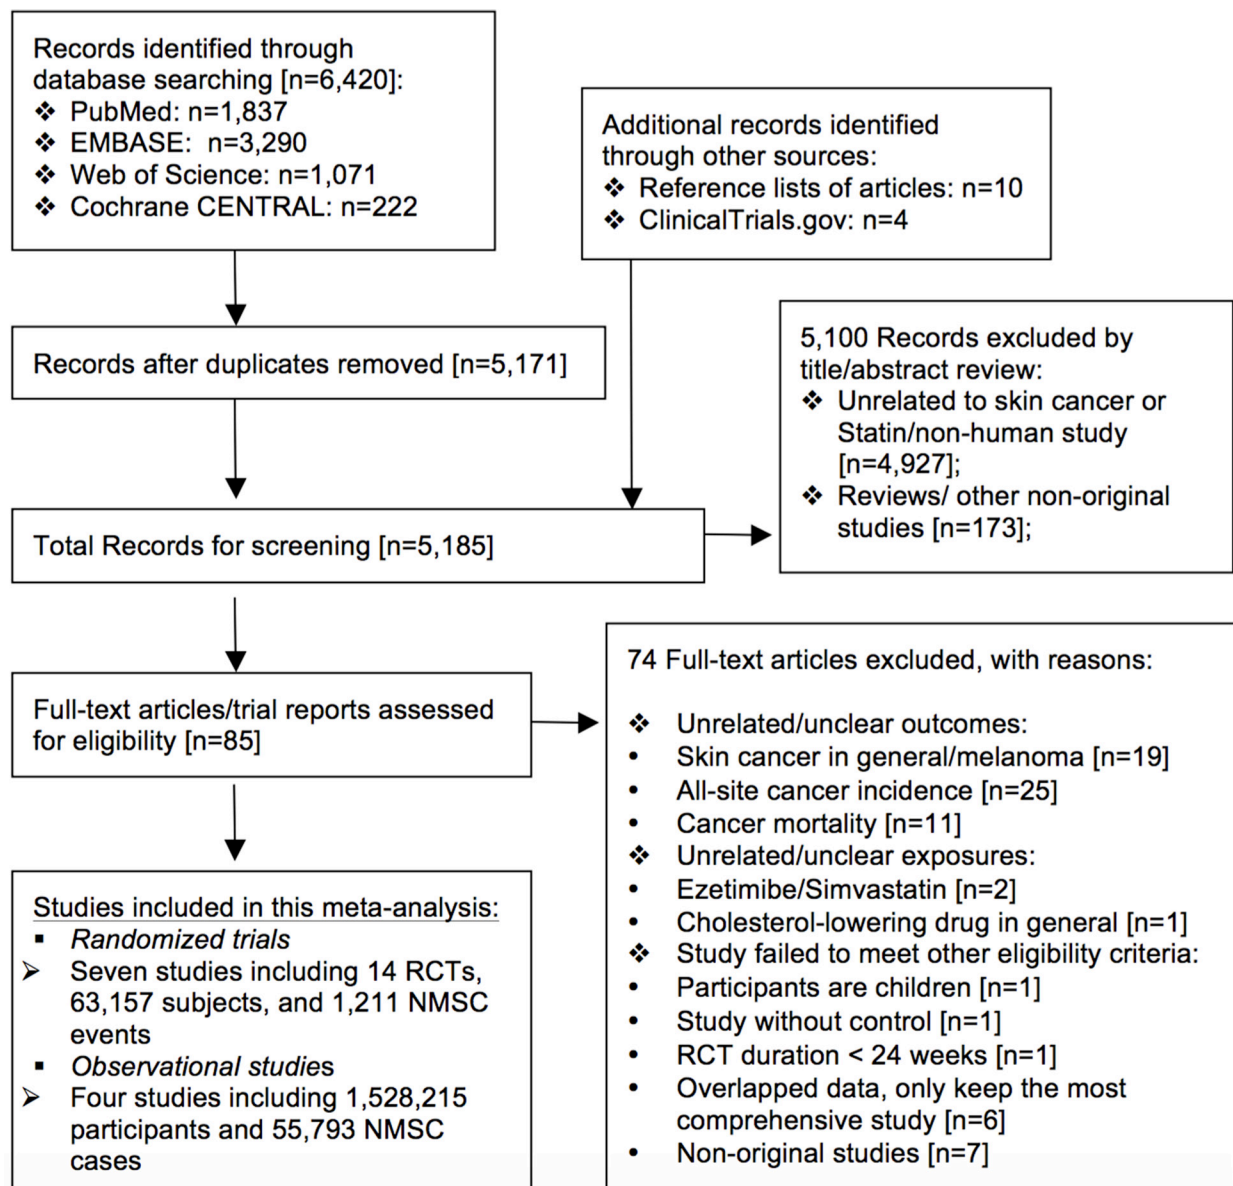 Records identified through
database searching [n=6,420]:
❖ PubMed: n=1,837
❖ EMBASE:  n=3,290
❖ Web of Science: n=1,071
❖ Cochrane CENTRAL: n=222
Additional records identified
through other sources:
❖ Reference lists of articles: n=10
❖ ClinicalTrials.gov: n=4
Records after duplicates removed [n=5,171]
5,100 Records excluded by
title/abstract review:
❖ Unrelated to skin cancer or
Statin/non-human study
[n=4,927];
❖ Reviews/ other non-original
studies [n=173];
Total Records for screening [n=5,185]
Full-text articles/trial reports assessed
for eligibility [n=85]
74 Full-text articles excluded, with reasons:
❖ Unrelated/unclear outcomes:
• Skin cancer in general/melanoma [n=19]
• All-site cancer incidence [n=25]
• Cancer mortality [n=11]
❖ Unrelated/unclear exposures:
• Ezetimibe/Simvastatin [n=2]
• Cholesterol-lowering drug in general [n=1]
❖ Study failed to meet other eligibility criteria:
• Participants are children [n=1]
• Study without control [n=1]
• RCT duration < 24 weeks [n=1]
• Overlapped data, only keep the most
comprehensive study [n=6]
• Non-original studies [n=7]
Studies included in this meta-analysis:
▪ Randomized trials
➢ Seven studies including 14 RCTs,
63,157 subjects, and 1,211 NMSC
events
▪ Observational studies
➢ Four studies including 1,528,215
participants and 55,793 NMSC
cases